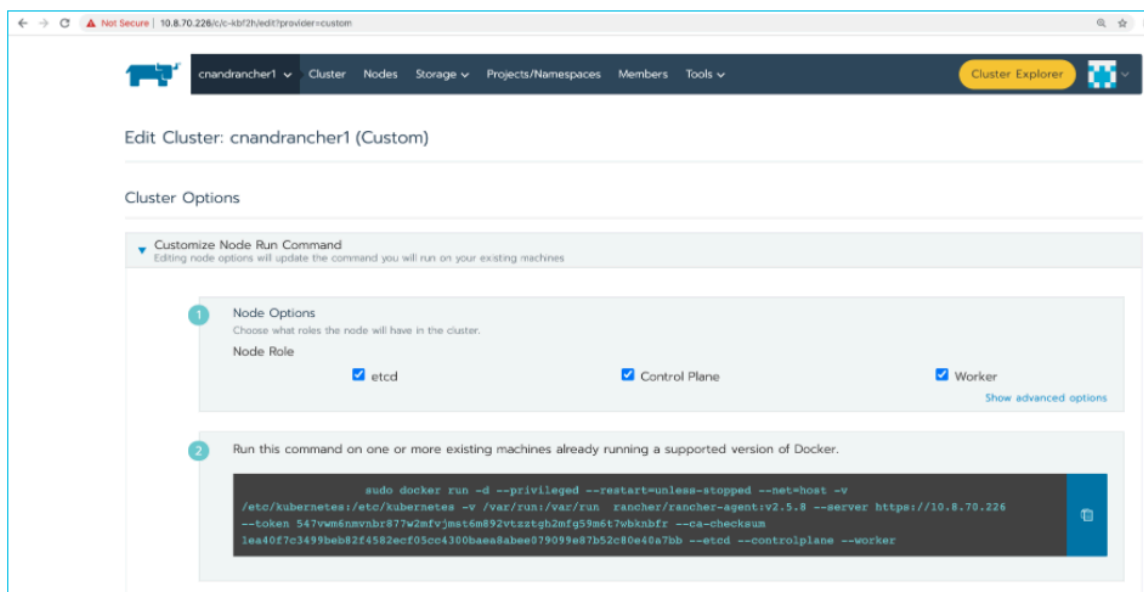 Not Secure | 10.8.70.226/c/c-kbf2h/edit?provider=custom
cnandrancher1 Cluster Nodes Storage Projects/Namespaces Members Tools Cluster Explorer
Edit Cluster: cnandrancher1 (Custom)
Cluster Options
Customize Node Run Command
Editing node options will update the command you will run on your existing machines
1 Node Options
Choose what roles the node will have in the cluster.
Node Role
etcd Control Plane Worker
Show advanced options
2 Run this command on one or more existing machines already running a supported version of Docker.
sudo docker run -d --privileged --restart=unless-stopped --net=host -v
/etc/kubernetes:/etc/kubernetes -v /var/run:/var/run rancher/rancher-agent:v2.5.8 --server https://10.8.70.226
--token 547vwm6nmvnbr877w2mfvjmst6m892vtzztgh2mfg59m6t7wbknbfr --ca-checksum
1ea40f7c3499beb82f4582ecf05cc4300baea8abee079099e87b52c80e40a7bb --etcd --controlplane --worker